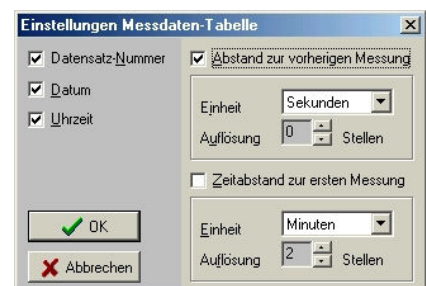 Einstellungen Messdaten-Tabelle
Datensatz-Nummer
Datum
Uhrzeit
OK
Abbrechen
Abstand zur vorherigen Messung
Einheit Sekunden
Auflösung 0 Stellen
Zeitabstand zur ersten Messung
Einheit Minuten
Auflösung 2 Stellen